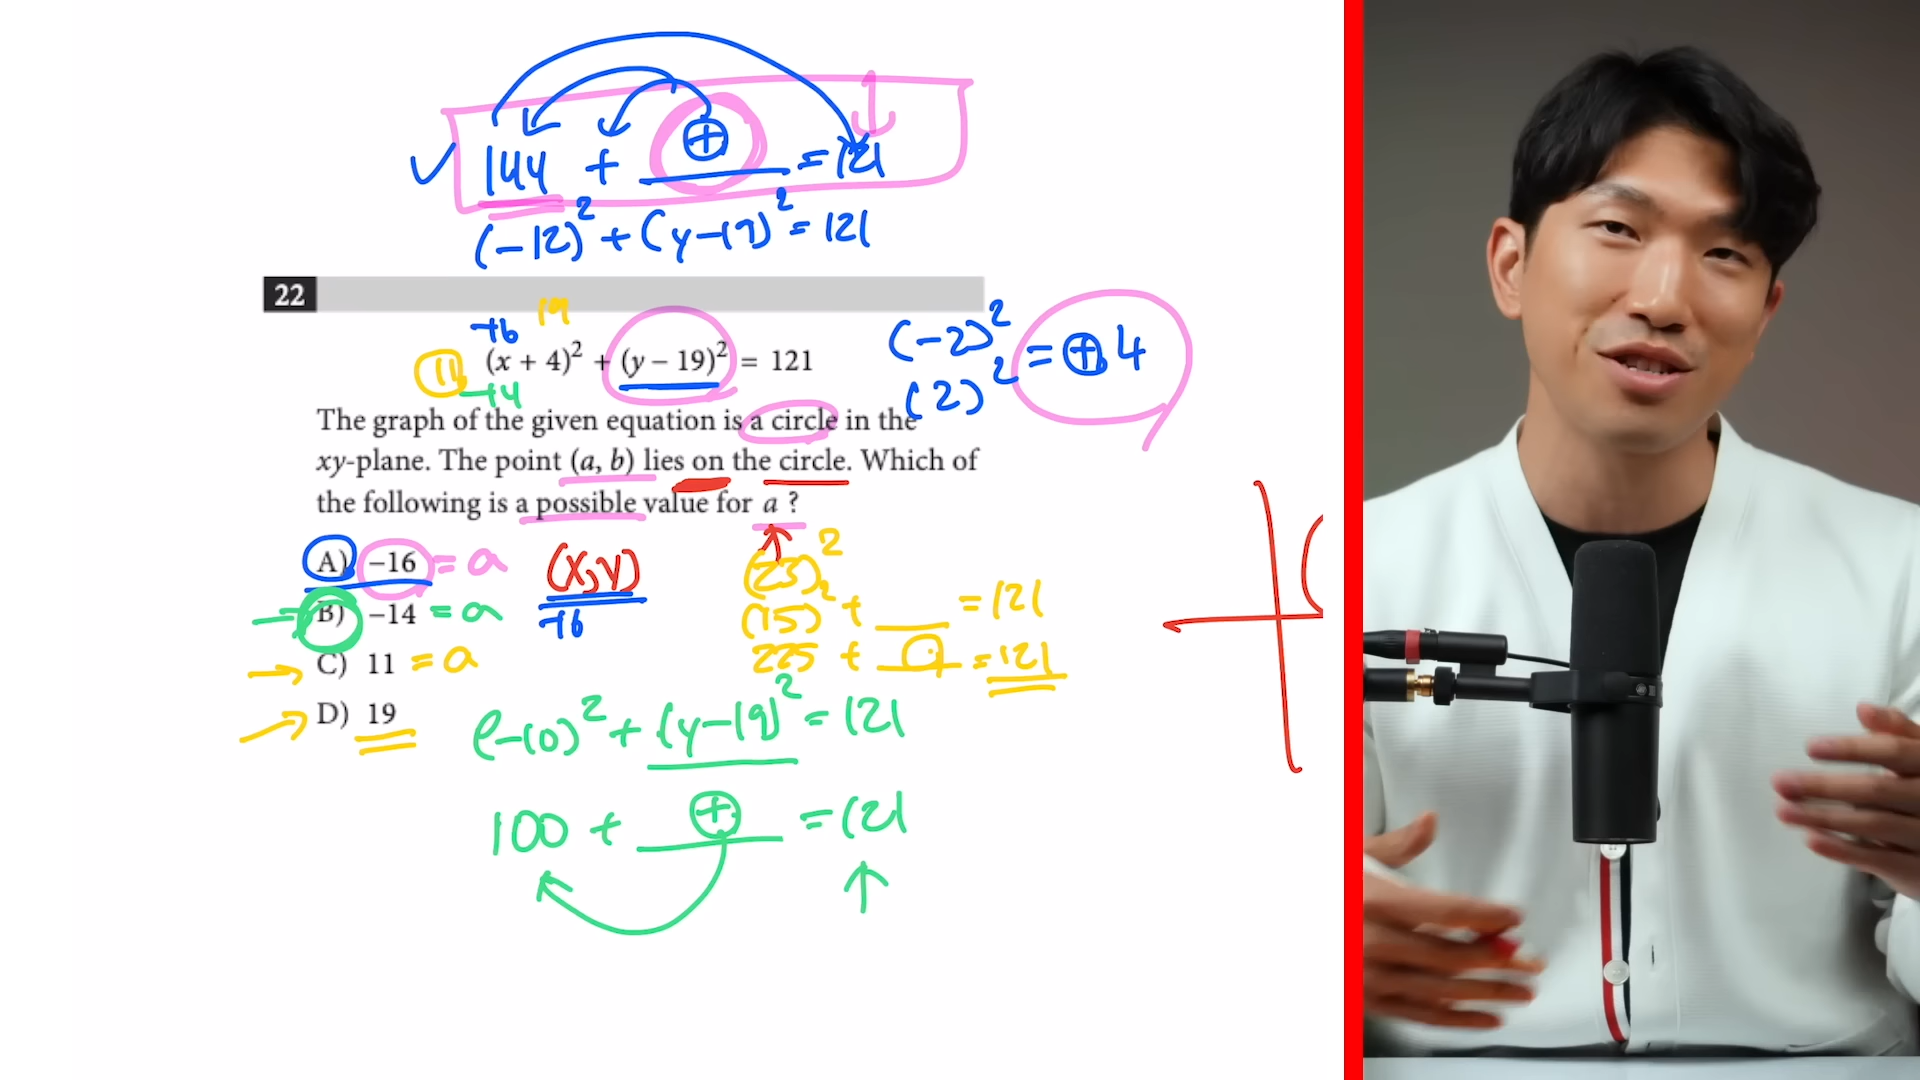 144 + ⊕ = 121
(-12)² + (y-19)² = 121
22
-16 19
(x + 4)² + (y − 19)² = 121
11
-14
(-2)² = ⊕ 4
(2)²
The graph of the given equation is a circle in the
xy-plane. The point (a, b) lies on the circle. Which of
the following is a possible value for a ?
A) −16 = a
B) −14 = a
C) 11 = a
D) 19
(x,y)
-16
(23)²
(15)² + ___ = 121
225 + ___ = 121
(-10)² + (y-19)² = 121
100 + ⊕ = 121